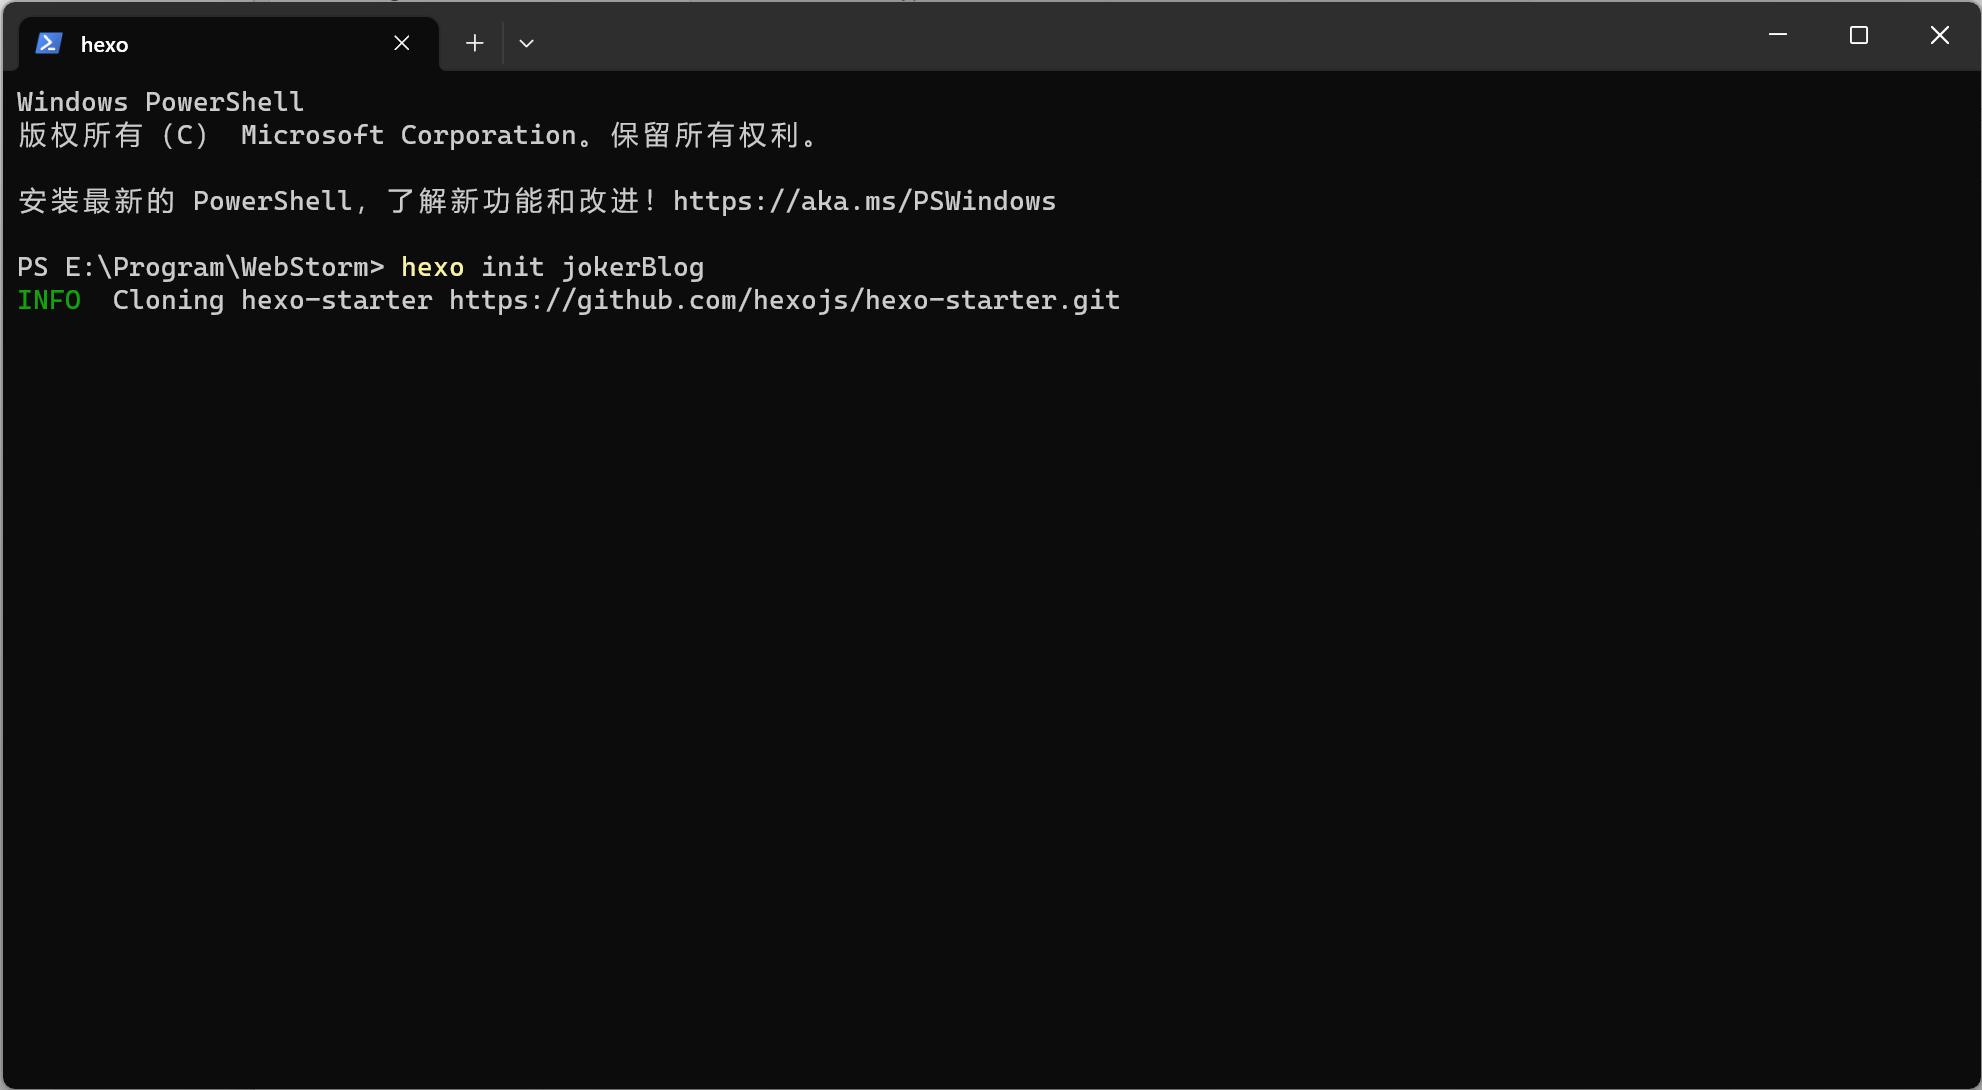 hexo
Windows PowerShell
版权所有 (C) Microsoft Corporation。保留所有权利。
安装最新的 PowerShell，了解新功能和改进！https://aka.ms/PSWindows
PS E:\Program\WebStorm> hexo init jokerBlog
INFO  Cloning hexo-starter https://github.com/hexojs/hexo-starter.git